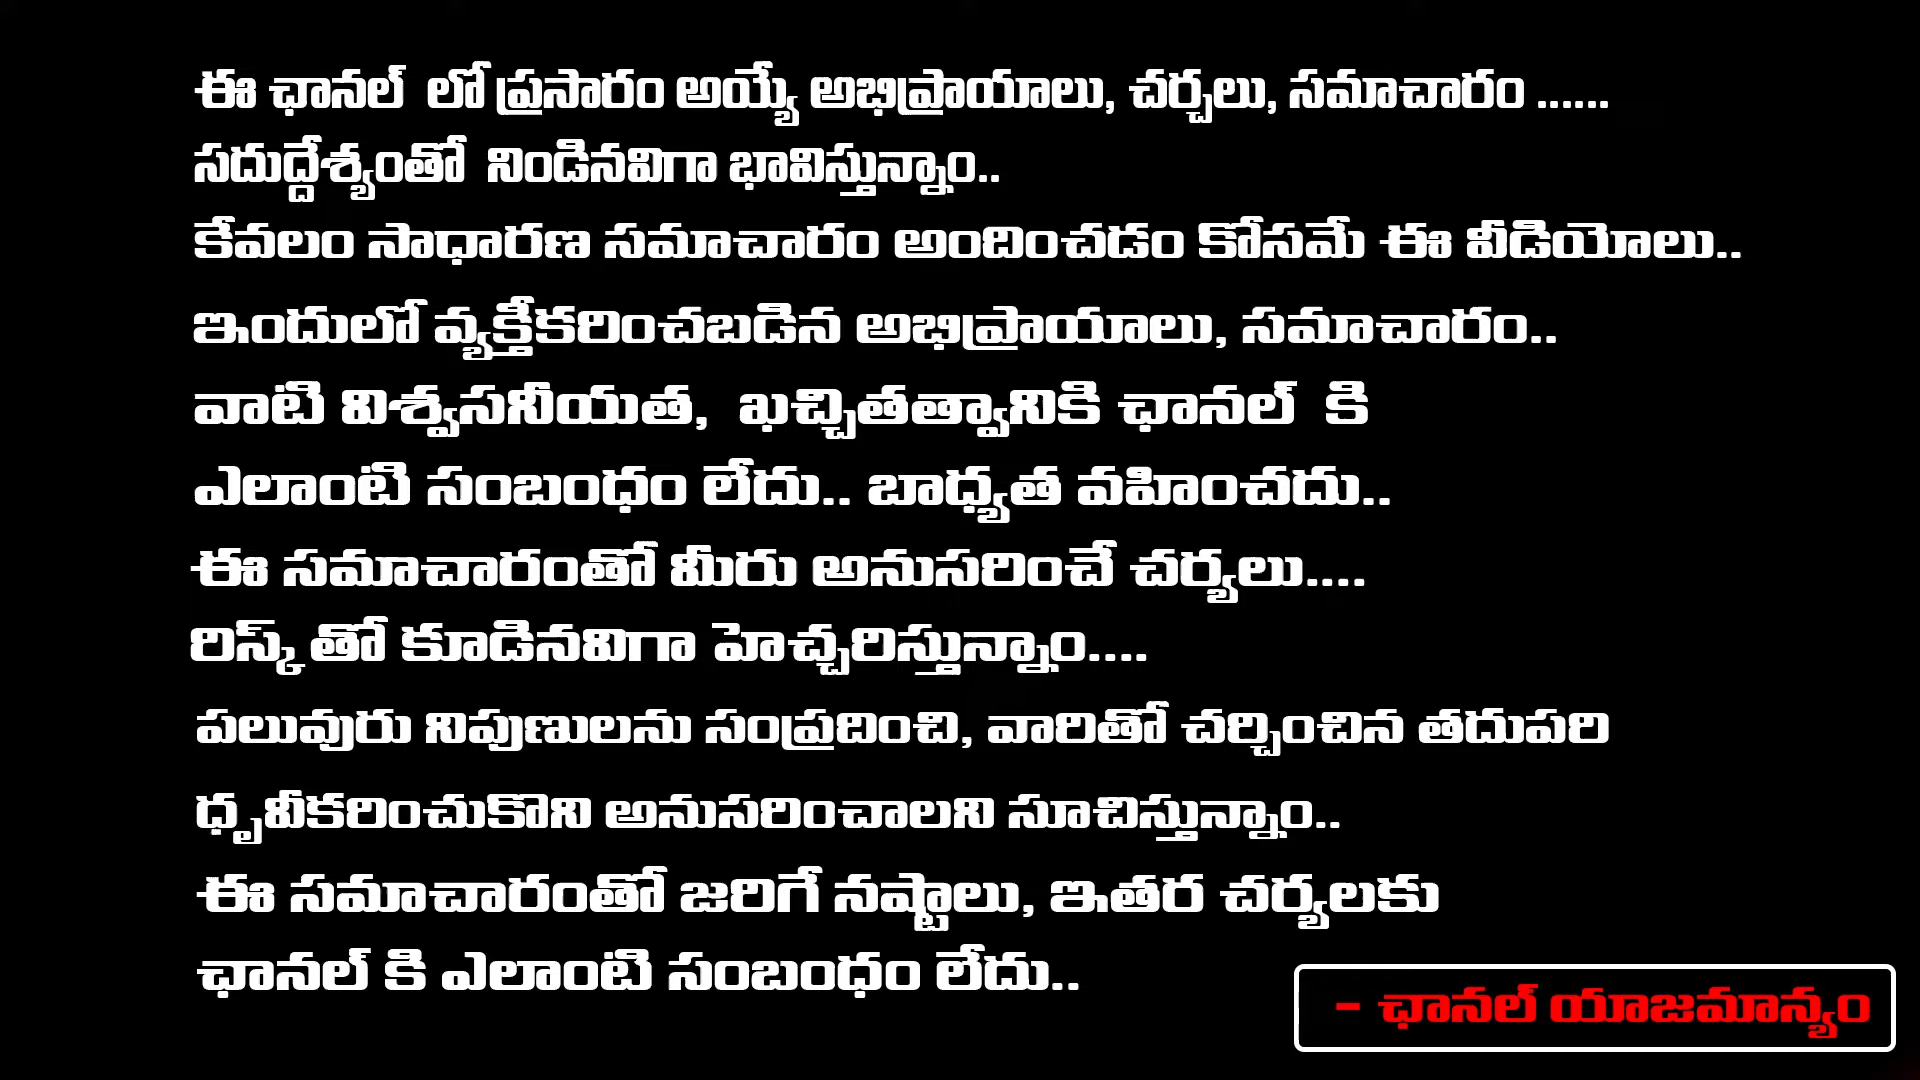 ఈ ఛానల్ లో ప్రసారం అయ్యే అభిప్రాయాలు, చర్చలు, సమాచారం ......
సదుద్దేశ్యంతో నిండినవిగా భావిస్తున్నాం..
కేవలం సాధారణ సమాచారం అందించడం కోసమే ఈ వీడియోలు..
ఇందులో వ్యక్తీకరించబడిన అభిప్రాయాలు, సమాచారం..
వాటి విశ్వసనీయత, ఖచ్చితత్వానికి ఛానల్ కి
ఎలాంటి సంబంధం లేదు.. బాధ్యత వహించదు..
ఈ సమాచారంతో మీరు అనుసరించే చర్యలు....
రిస్క్ తో కూడినవిగా హెచ్చరిస్తున్నాం....
పలువురు నిపుణులను సంప్రదించి, వారితో చర్చించిన తదుపరి
ధృవీకరించుకొని అనుసరించాలని సూచిస్తున్నాం..
ఈ సమాచారంతో జరిగే నష్టాలు, ఇతర చర్యలకు
ఛానల్ కి ఎలాంటి సంబంధం లేదు..
- ఛానల్ యాజమాన్యం